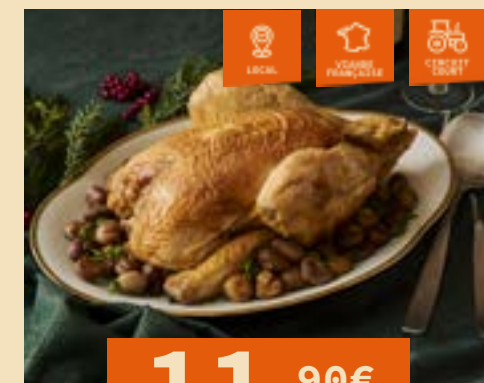 LOCAL
VIANDE
FRANÇAISE
CIRCUIT
COURT
11 90€